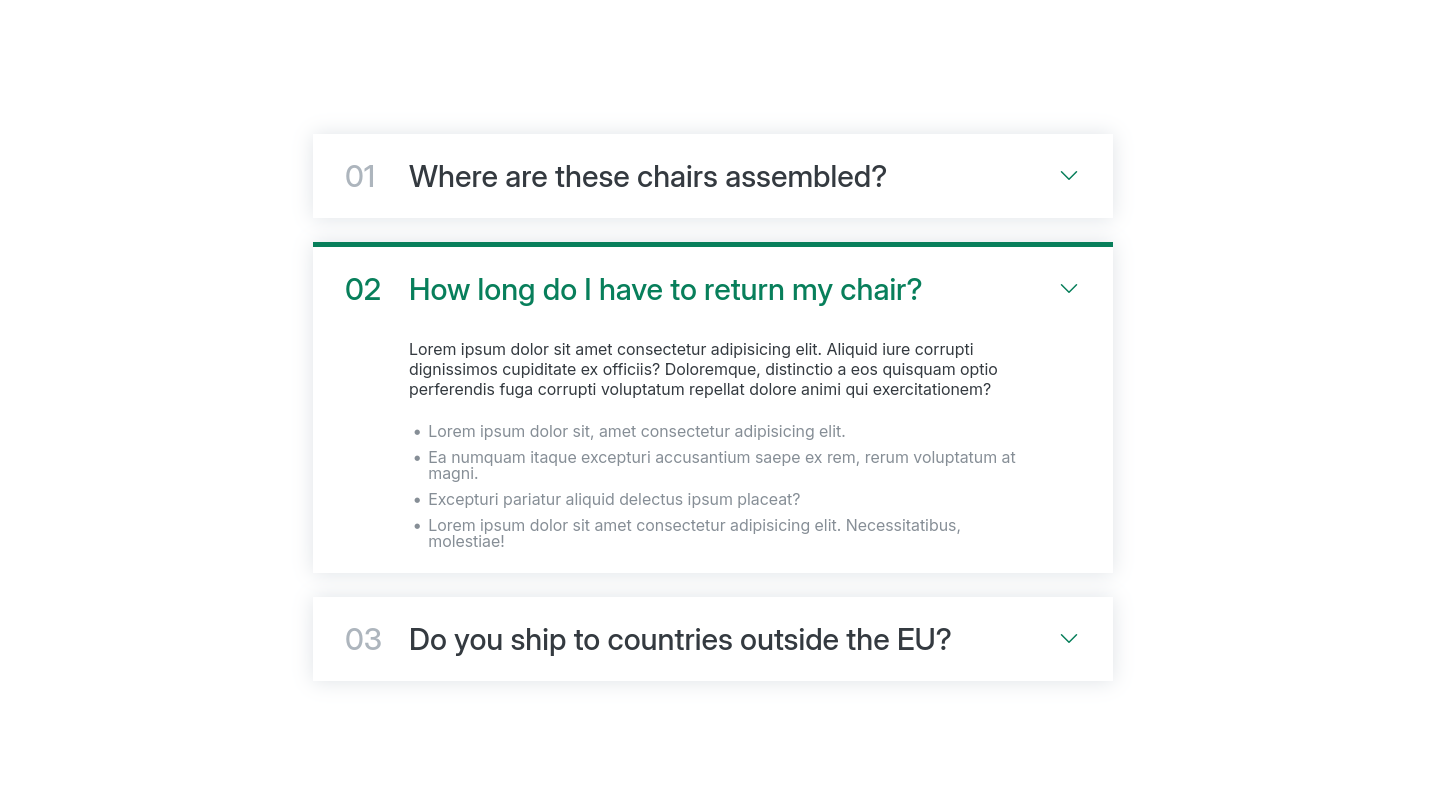 01 Where are these chairs assembled?
02 How long do I have to return my chair?
Lorem ipsum dolor sit amet consectetur adipisicing elit. Aliquid iure corrupti
dignissimos cupiditate ex officiis? Doloremque, distinctio a eos quisquam optio
perferendis fuga corrupti voluptatum repellat dolore animi qui exercitationem?
• Lorem ipsum dolor sit, amet consectetur adipisicing elit.
• Ea numquam itaque excepturi accusantium saepe ex rem, rerum voluptatum at
magni.
• Excepturi pariatur aliquid delectus ipsum placeat?
• Lorem ipsum dolor sit amet consectetur adipisicing elit. Necessitatibus,
molestiae!
03 Do you ship to countries outside the EU?